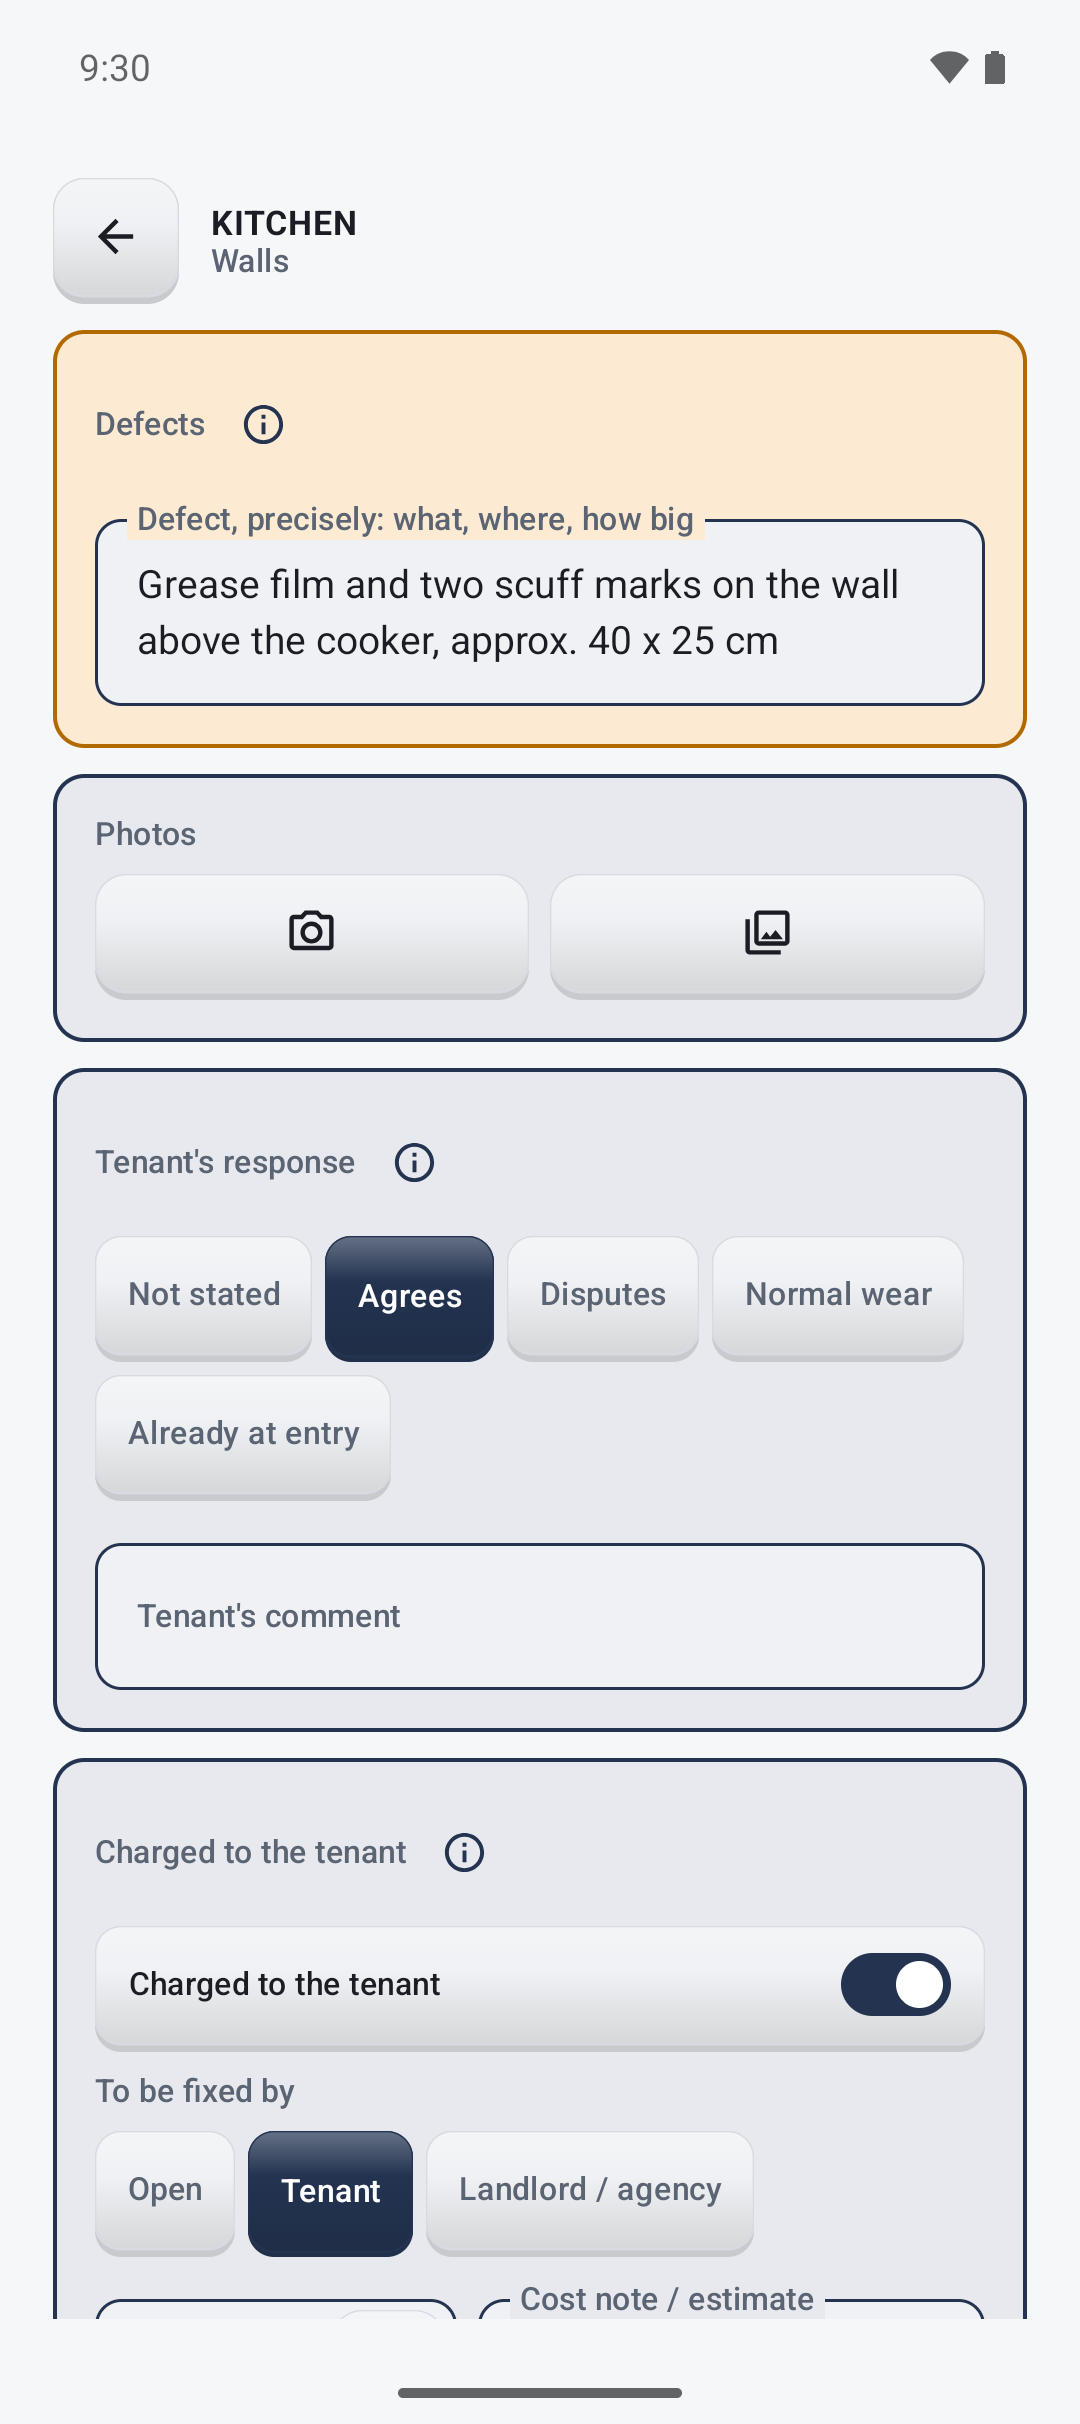 9:30
KITCHEN
Walls
Defects
Defect, precisely: what, where, how big
Grease film and two scuff marks on the wall
above the cooker, approx. 40 x 25 cm
Photos
Tenant's response
Not stated
Agrees
Disputes
Normal wear
Already at entry
Tenant's comment
Charged to the tenant
Charged to the tenant
To be fixed by
Open
Tenant
Landlord / agency
Cost note / estimate